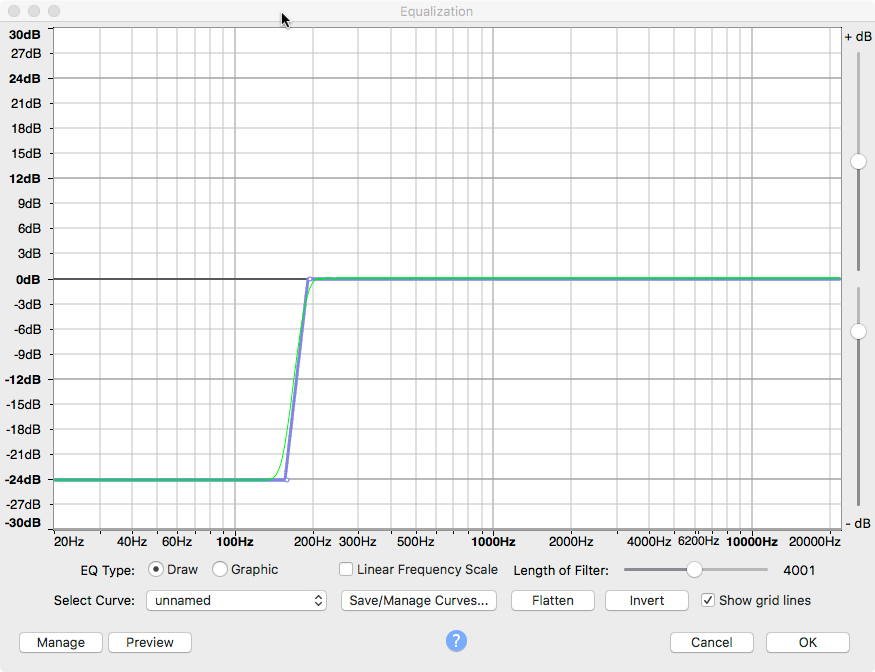 Equalization
+ dB
30dB
27dB
24dB
21dB
18dB
15dB
12dB
9dB
6dB
3dB
0dB
-3dB
-6dB
-9dB
-12dB
-15dB
-18dB
-21dB
-24dB
-27dB
-30dB
- dB
20Hz 40Hz 60Hz 100Hz 200Hz 300Hz 500Hz 1000Hz 2000Hz 4000Hz 6200Hz 10000Hz 20000Hz
EQ Type: Draw Graphic Linear Frequency Scale Length of Filter: 4001
Select Curve: unnamed Save/Manage Curves... Flatten Invert Show grid lines
Manage Preview ? Cancel OK